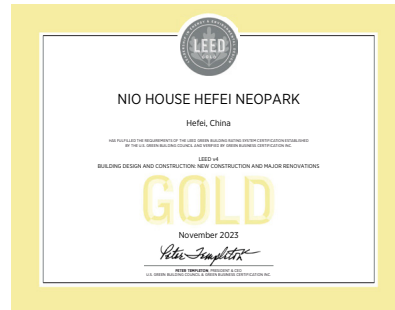 LEED
GOLD
NIO HOUSE HEFEI NEOPARK
Hefei, China
HAS FULFILLED THE REQUIREMENTS OF THE LEED GREEN BUILDING RATING SYSTEM CERTIFICATION ESTABLISHED
BY THE U.S. GREEN BUILDING COUNCIL AND VERIFIED BY GREEN BUSINESS CERTIFICATION INC.
LEED v4
BUILDING DESIGN AND CONSTRUCTION: NEW CONSTRUCTION AND MAJOR RENOVATIONS
GOLD
November 2023
Peter Templeton
PETER TEMPLETON, PRESIDENT & CEO
U.S. GREEN BUILDING COUNCIL & GREEN BUSINESS CERTIFICATION INC.